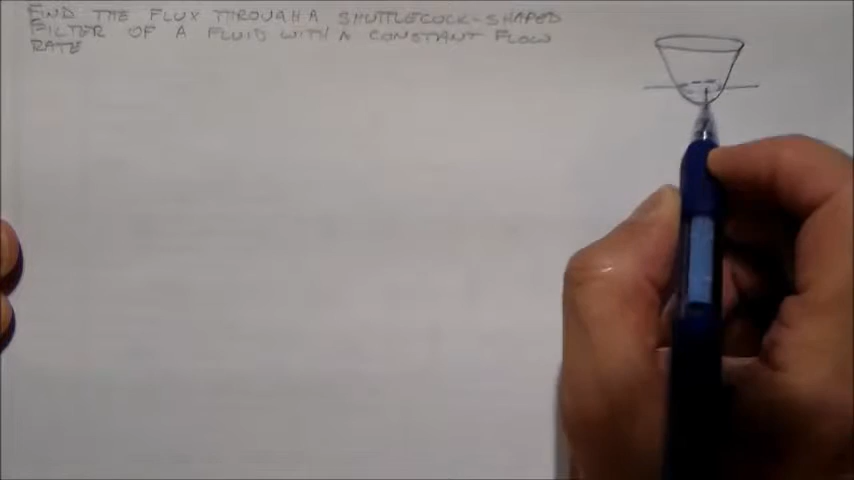 FIND THE FLUX THROUGH A SHUTTLECOCK-SHAPED
FILTER OF A FLUID WITH A CONSTANT FLOW
RATE